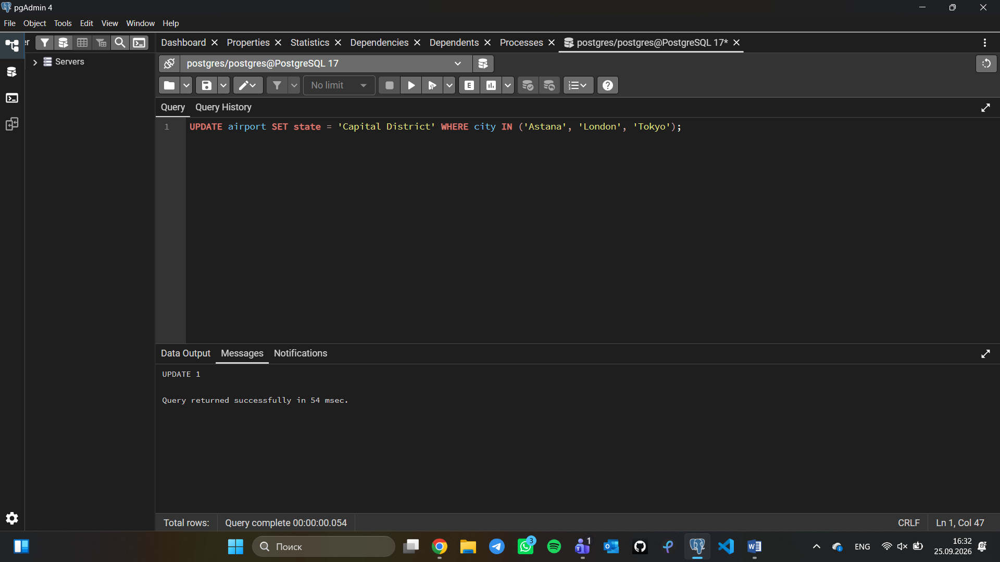 pgAdmin 4
File Object Tools Edit View Window Help
er
Dashboard Properties Statistics Dependencies Dependents Processes postgres/postgres@PostgreSQL 17*
Servers
postgres/postgres@PostgreSQL 17
No limit
E
Query Query History
1 UPDATE airport SET state = 'Capital District' WHERE city IN ('Astana', 'London', 'Tokyo');
Data Output Messages Notifications
UPDATE 1
Query returned successfully in 54 msec.
Total rows: Query complete 00:00:00.054 CRLF Ln 1, Col 47
Поиск
3
1
ENG
16:32
25.09.2026